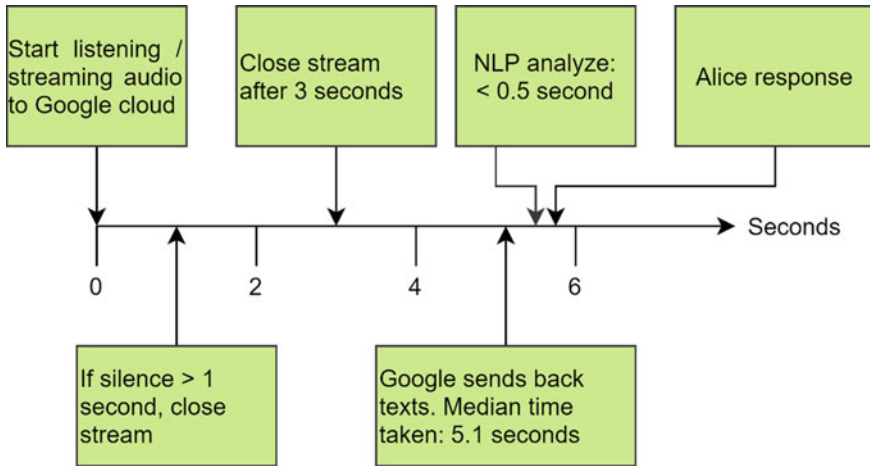 Start listening /
streaming audio
to Google cloud
Close stream
after 3 seconds
NLP analyze:
< 0.5 second
Alice response
Seconds
0
2
4
6
If silence > 1
second, close
stream
Google sends back
texts. Median time
taken: 5.1 seconds